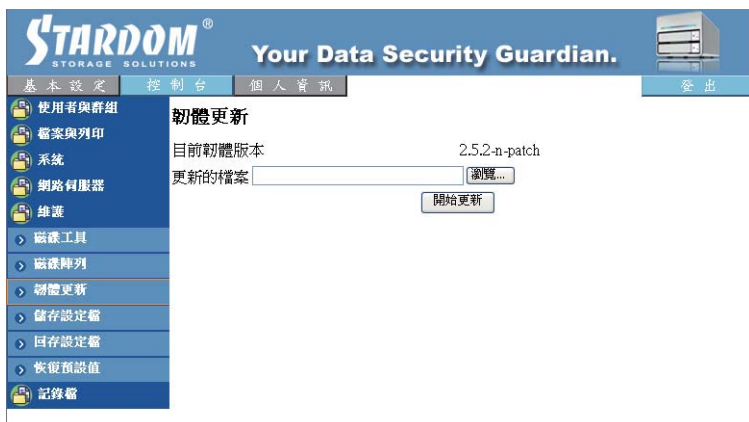 STARDOM®
STORAGE SOLUTIONS
Your Data Security Guardian.
基本設定 控制台 個人資訊 登出
使用者與群組
檔案與列印
系統
網路伺服器
維護
磁碟工具
磁碟陣列
韌體更新
儲存設定檔
回存設定檔
恢復預設值
記錄檔
韌體更新
目前韌體版本 2.5.2-n-patch
更新的檔案 瀏覽...
開始更新